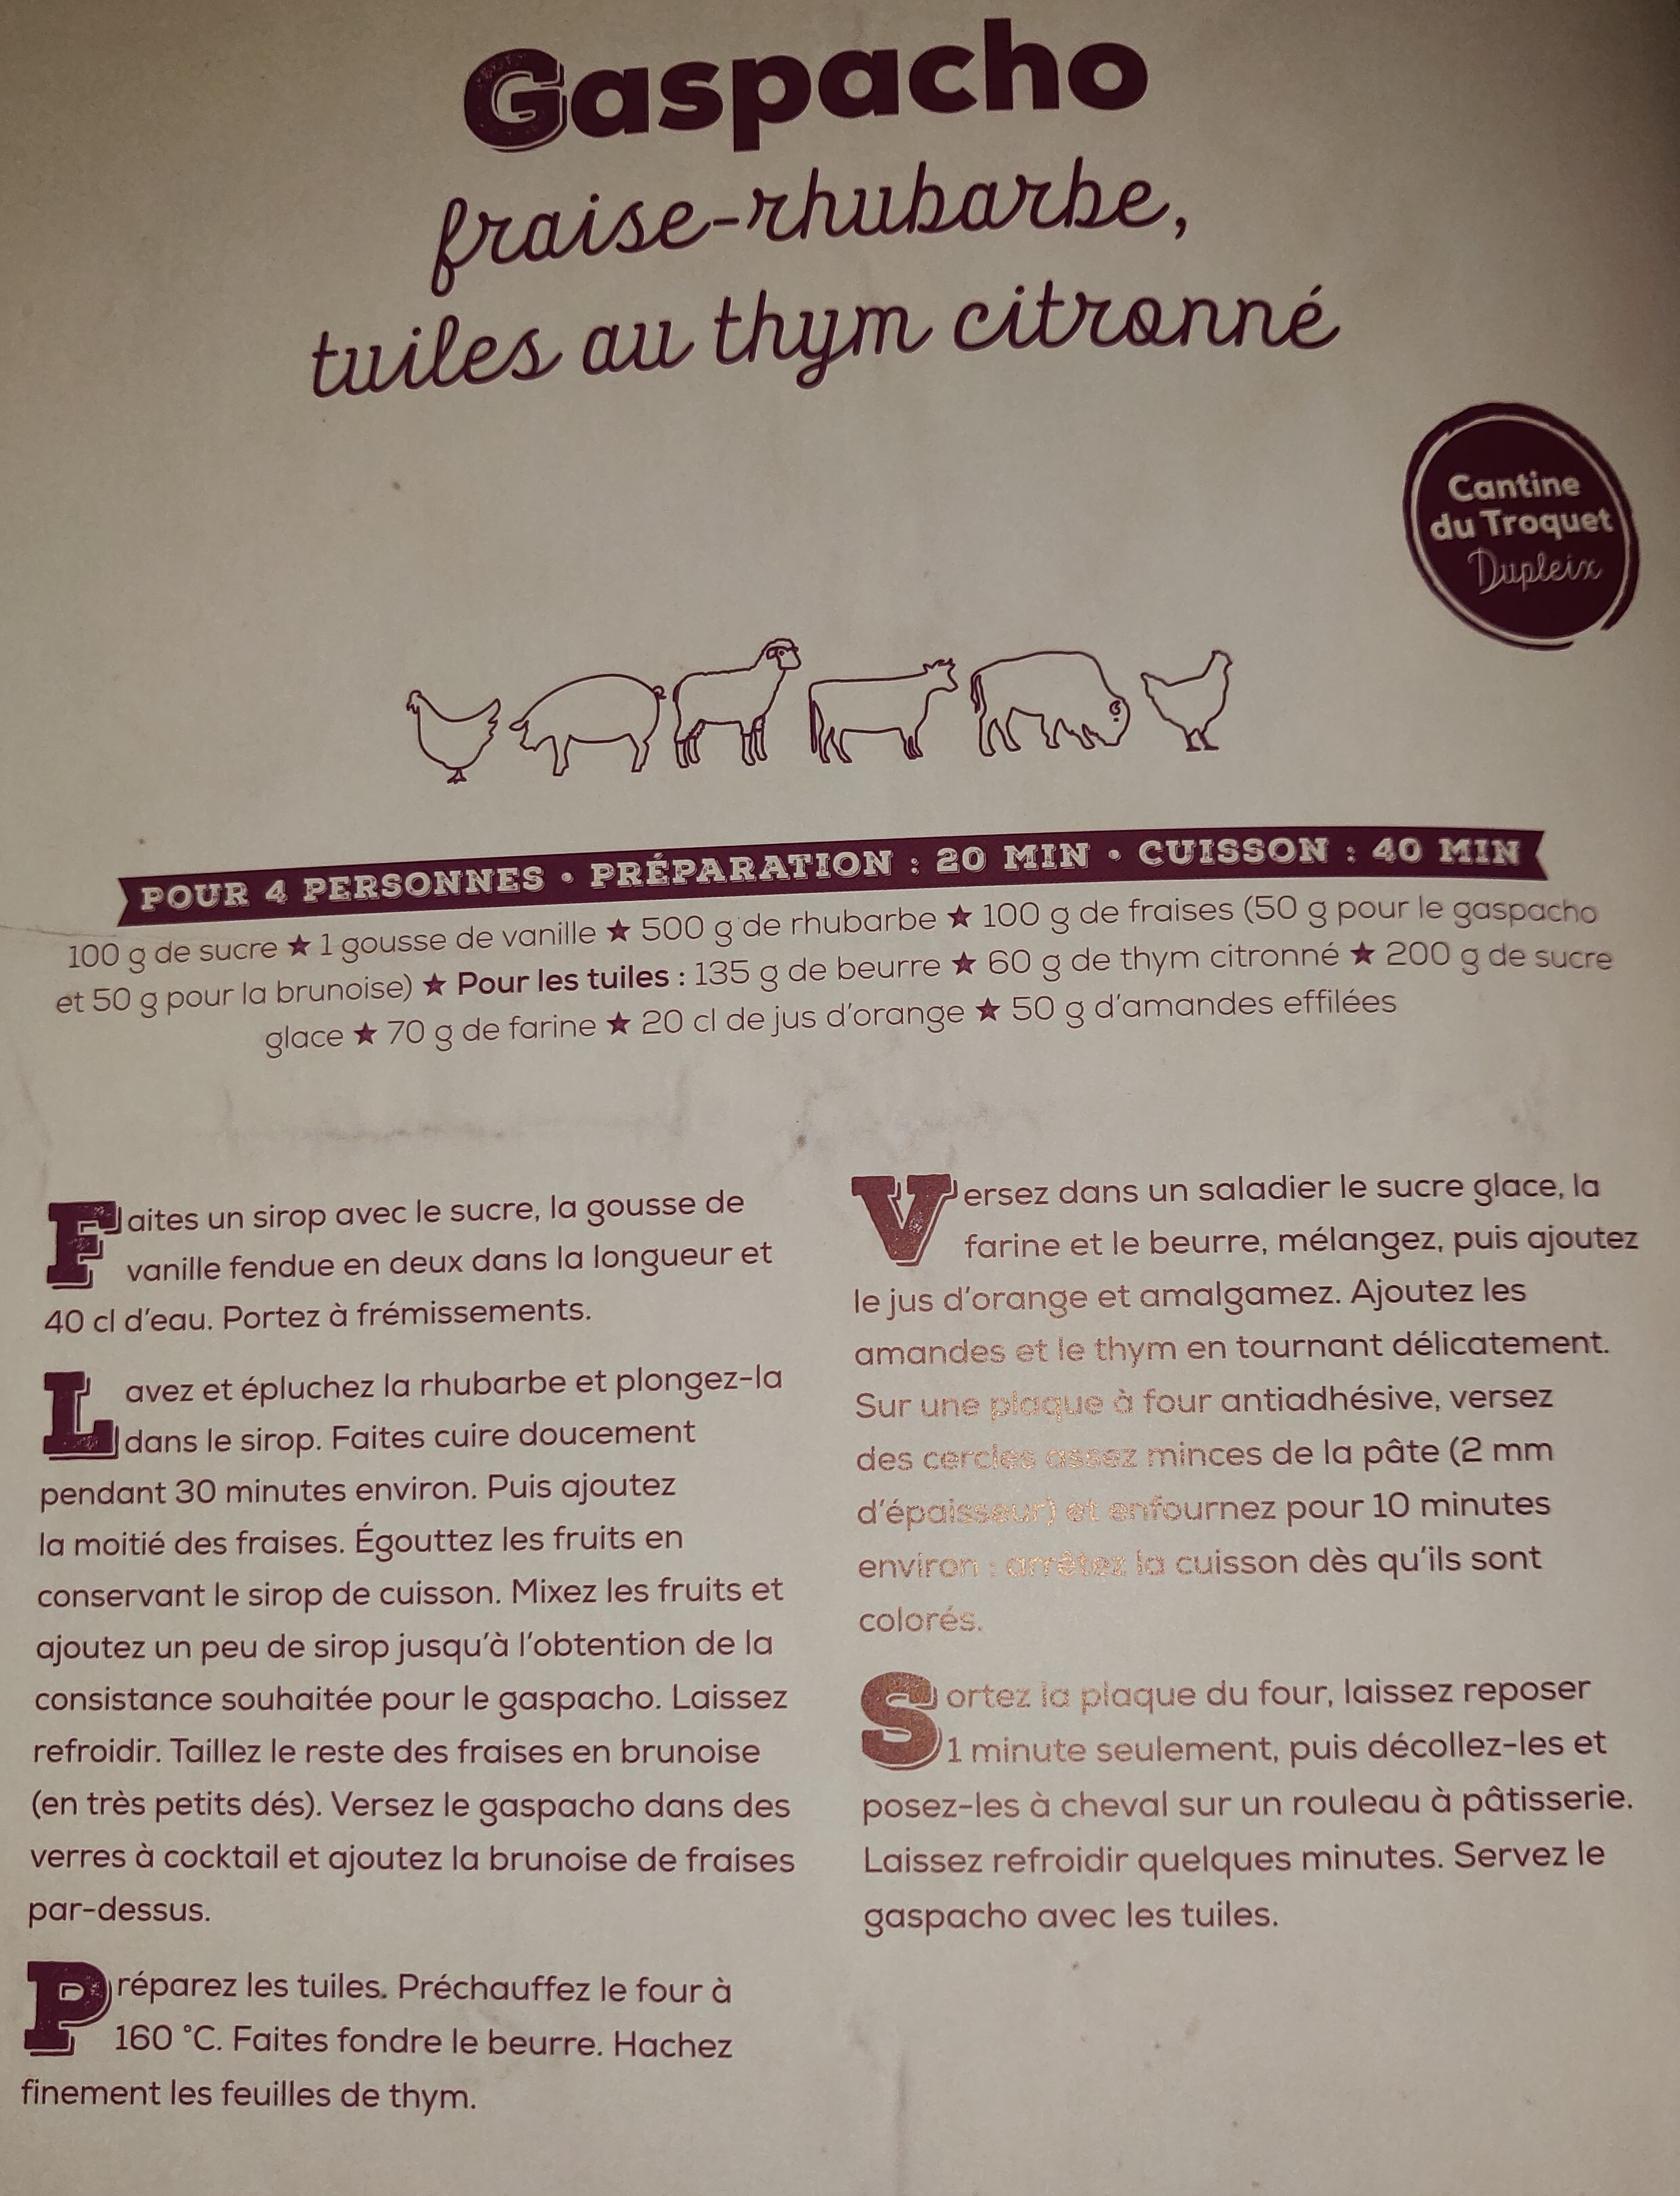 Gaspacho
fraise-rhubarbe,
tuiles au thym citronné
Cantine
du Troquet
Dupleix
POUR 4 PERSONNES • PRÉPARATION : 20 MIN • CUISSON : 40 MIN
100 g de sucre ★ 1 gousse de vanille ★ 500 g de rhubarbe ★ 100 g de fraises (50 g pour le gaspacho
et 50 g pour la brunoise) ★ Pour les tuiles : 135 g de beurre ★ 60 g de thym citronné ★ 200 g de sucre
glace ★ 70 g de farine ★ 20 cl de jus d'orange ★ 50 g d'amandes effilées
Faites un sirop avec le sucre, la gousse de
vanille fendue en deux dans la longueur et
40 cl d'eau. Portez à frémissements.
Lavez et épluchez la rhubarbe et plongez-la
dans le sirop. Faites cuire doucement
pendant 30 minutes environ. Puis ajoutez
la moitié des fraises. Égouttez les fruits en
conservant le sirop de cuisson. Mixez les fruits et
ajoutez un peu de sirop jusqu'à l'obtention de la
consistance souhaitée pour le gaspacho. Laissez
refroidir. Taillez le reste des fraises en brunoise
(en très petits dés). Versez le gaspacho dans des
verres à cocktail et ajoutez la brunoise de fraises
par-dessus.
Préparez les tuiles. Préchauffez le four à
160 °C. Faites fondre le beurre. Hachez
finement les feuilles de thym.
Versez dans un saladier le sucre glace, la
farine et le beurre, mélangez, puis ajoutez
le jus d'orange et amalgamez. Ajoutez les
amandes et le thym en tournant délicatement.
Sur une plaque à four antiadhésive, versez
des cercles assez minces de la pâte (2 mm
d'épaisseur) et enfournez pour 10 minutes
environ : arrêtez la cuisson dès qu'ils sont
colorés.
Sortez la plaque du four, laissez reposer
1 minute seulement, puis décollez-les et
posez-les à cheval sur un rouleau à pâtisserie.
Laissez refroidir quelques minutes. Servez le
gaspacho avec les tuiles.